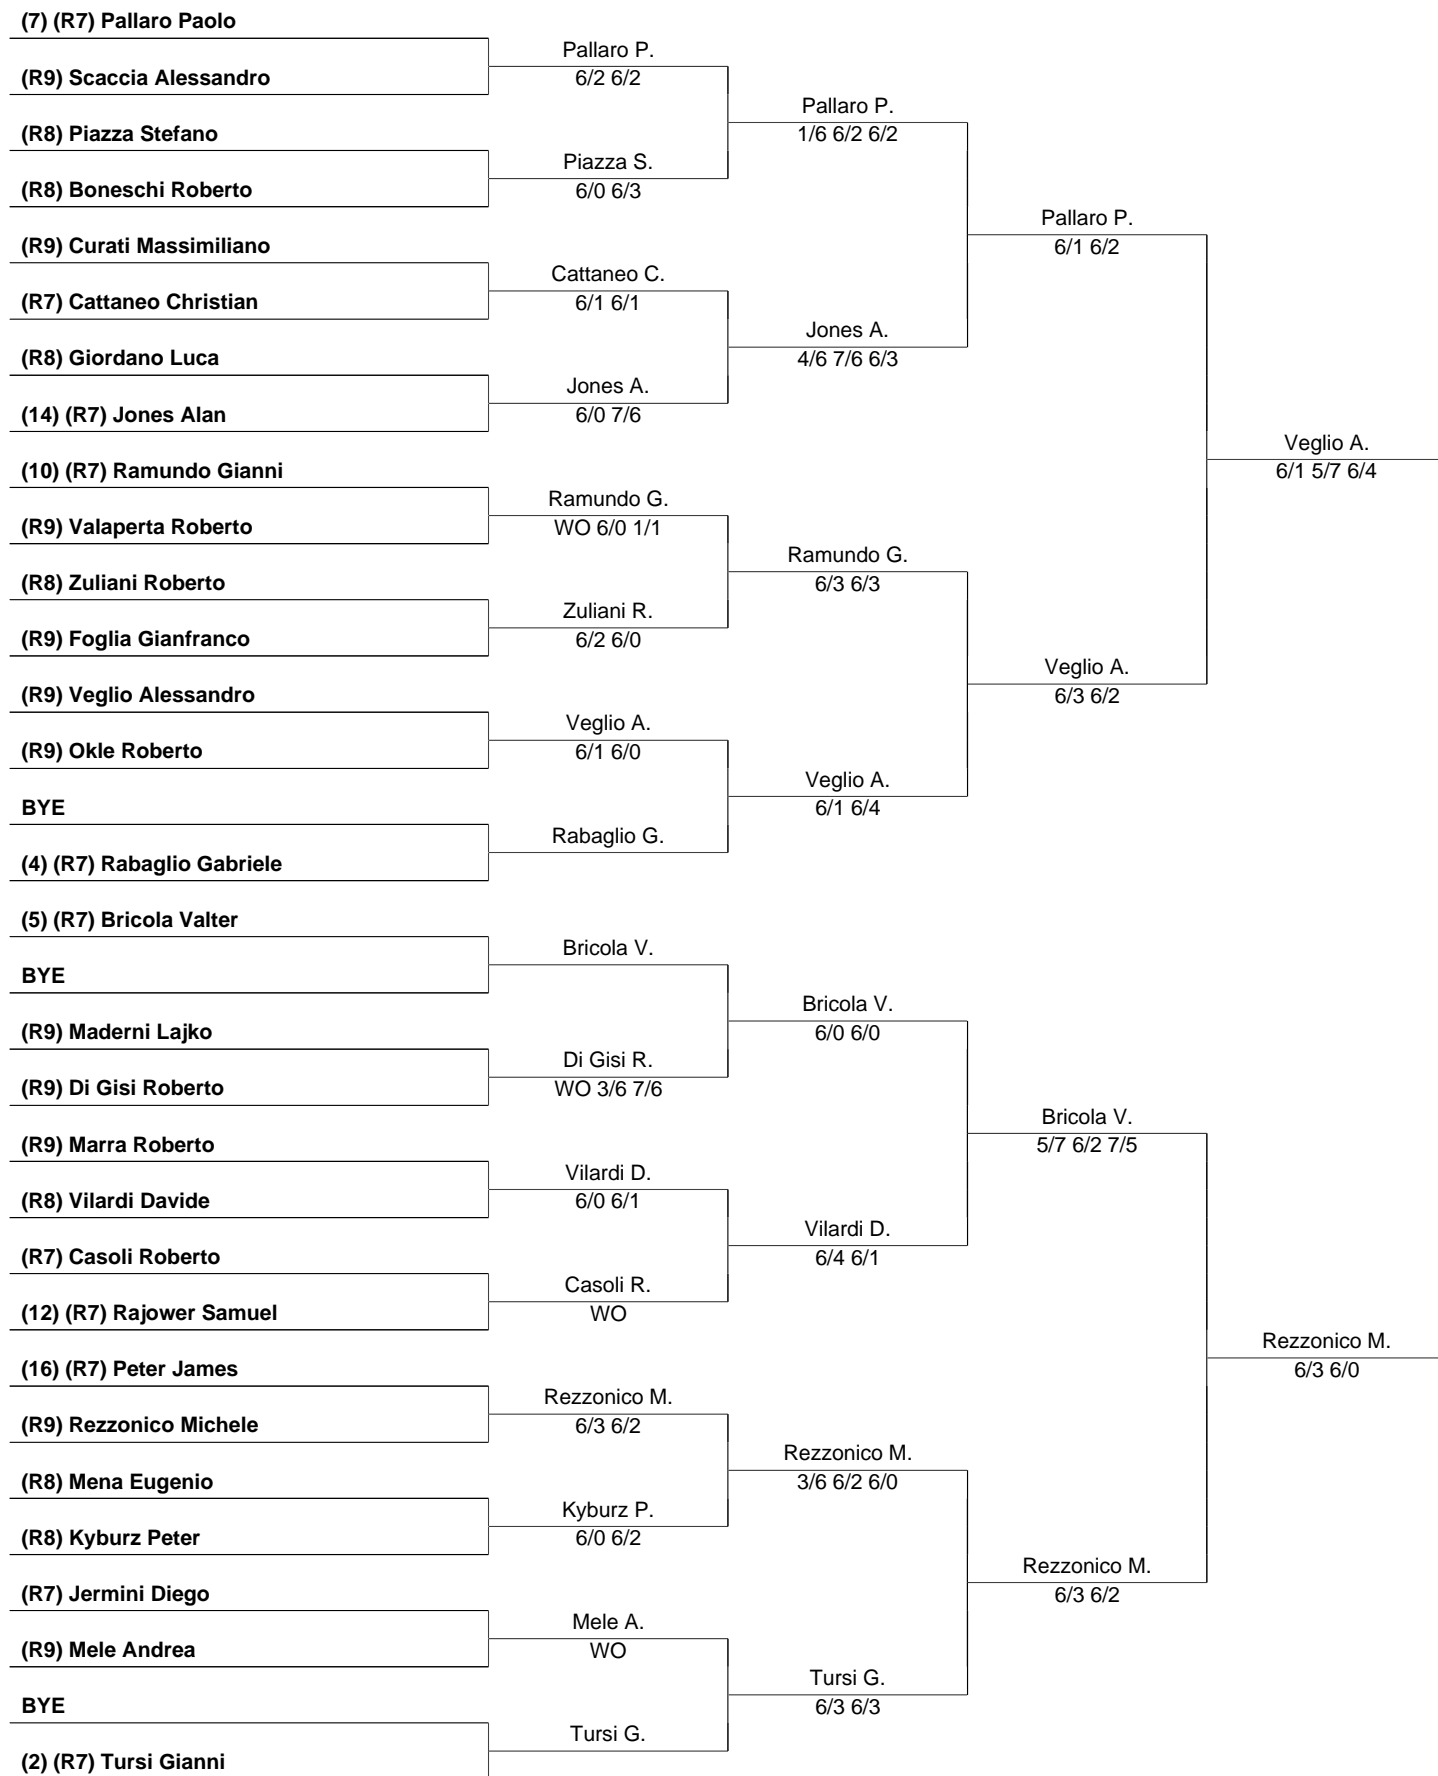 (7) (R7) Pallaro Paolo
Pallaro P.
(R9) Scaccia Alessandro
6/2 6/2
Pallaro P.
(R8) Piazza Stefano
1/6 6/2 6/2
Piazza S.
(R8) Boneschi Roberto
6/0 6/3
Pallaro P.
(R9) Curati Massimiliano
6/1 6/2
Cattaneo C.
(R7) Cattaneo Christian
6/1 6/1
Jones A.
(R8) Giordano Luca
4/6 7/6 6/3
Jones A.
(14) (R7) Jones Alan
6/0 7/6
Veglio A.
(10) (R7) Ramundo Gianni
6/1 5/7 6/4
Ramundo G.
(R9) Valaperta Roberto
WO 6/0 1/1
Ramundo G.
(R8) Zuliani Roberto
6/3 6/3
Zuliani R.
(R9) Foglia Gianfranco
6/2 6/0
Veglio A.
(R9) Veglio Alessandro
6/3 6/2
Veglio A.
(R9) Okle Roberto
6/1 6/0
Veglio A.
BYE
6/1 6/4
Rabaglio G.
(4) (R7) Rabaglio Gabriele
(5) (R7) Bricola Valter
Bricola V.
BYE
Bricola V.
(R9) Maderni Lajko
6/0 6/0
Di Gisi R.
(R9) Di Gisi Roberto
WO 3/6 7/6
Bricola V.
(R9) Marra Roberto
5/7 6/2 7/5
Vilardi D.
(R8) Vilardi Davide
6/0 6/1
Vilardi D.
(R7) Casoli Roberto
6/4 6/1
Casoli R.
(12) (R7) Rajower Samuel
WO
Rezzonico M.
(16) (R7) Peter James
6/3 6/0
Rezzonico M.
(R9) Rezzonico Michele
6/3 6/2
Rezzonico M.
(R8) Mena Eugenio
3/6 6/2 6/0
Kyburz P.
(R8) Kyburz Peter
6/0 6/2
Rezzonico M.
(R7) Jermini Diego
6/3 6/2
Mele A.
(R9) Mele Andrea
WO
Tursi G.
BYE
6/3 6/3
Tursi G.
(2) (R7) Tursi Gianni